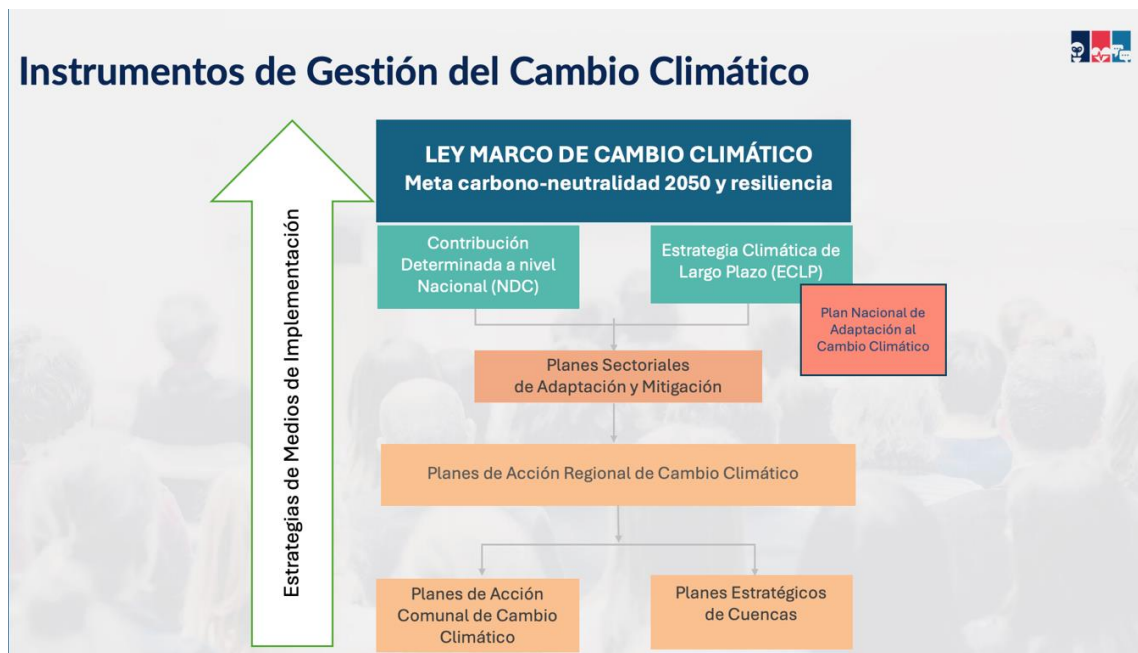 Instrumentos de Gestión del Cambio Climático
Estrategias de Medios de Implementación
LEY MARCO DE CAMBIO CLIMÁTICO
Meta carbono-neutralidad 2050 y resiliencia
Contribución
Determinada a nivel
Nacional (NDC)
Estrategia Climática de
Largo Plazo (ECLP)
Plan Nacional de
Adaptación al
Cambio Climático
Planes Sectoriales
de Adaptación y Mitigación
Planes de Acción Regional de Cambio Climático
Planes de Acción
Comunal de Cambio
Climático
Planes Estratégicos
de Cuencas